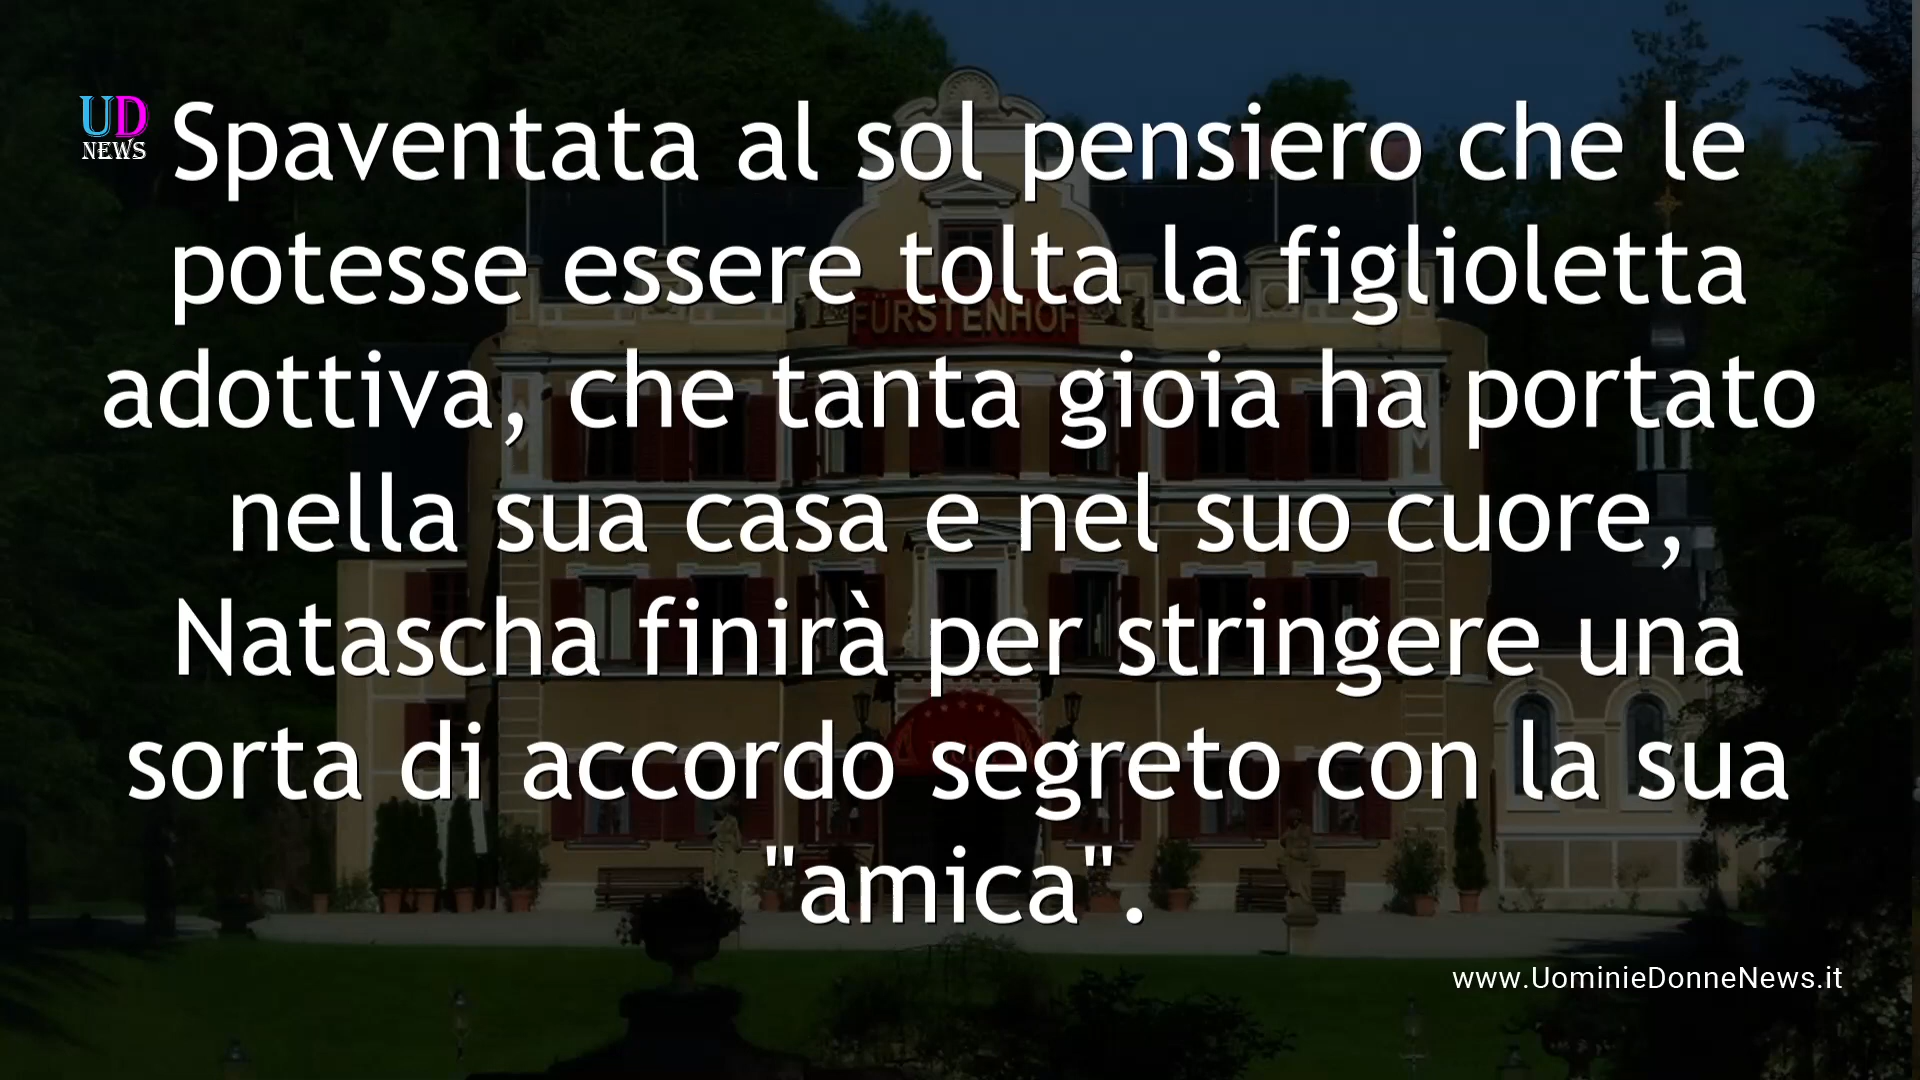 UD
NEWS
Spaventata al sol pensiero che le
potesse essere tolta la figlioletta
adottiva, che tanta gioia ha portato
nella sua casa e nel suo cuore,
Natascha finirà per stringere una
sorta di accordo segreto con la sua
"amica".
FÜRSTENHOF
www.UominieDonneNews.it